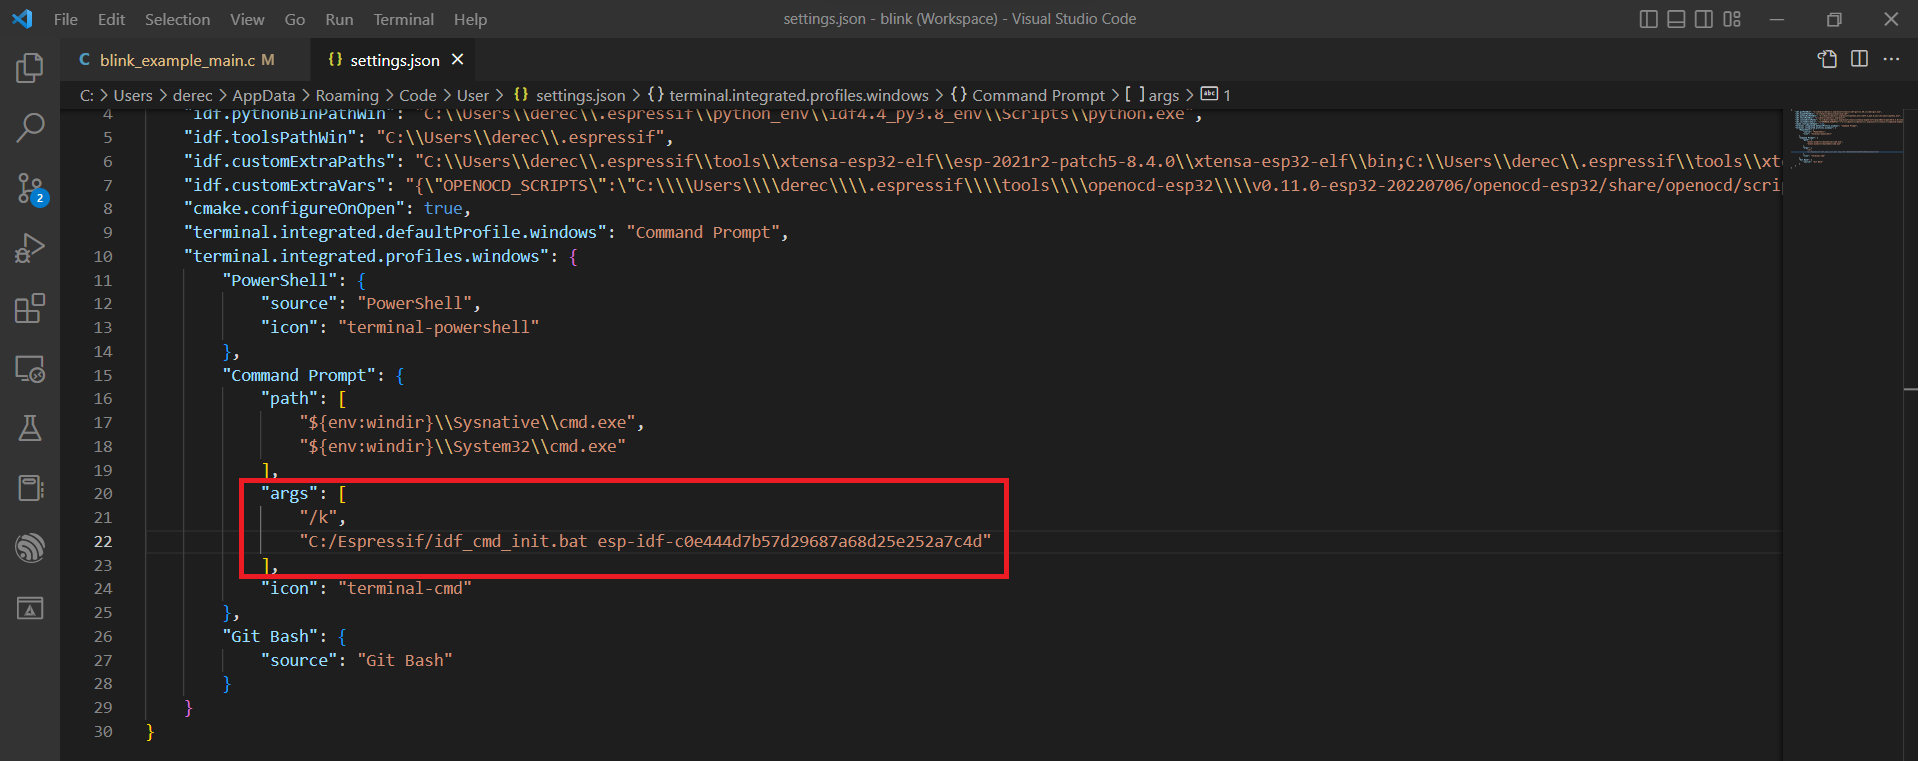 File Edit Selection View Go Run Terminal Help settings.json - blink (Workspace) - Visual Studio Code
C blink_example_main.c M {} settings.json
C: > Users > derec > AppData > Roaming > Code > User > {} settings.json > {} terminal.integrated.profiles.windows > {} Command Prompt > [ ] args > abc 1
4 "idf.pythonBinPathWin": "C:\\Users\\derec\\.espressif\\python_env\\idf4.4_py3.8_env\\Scripts\\python.exe",
5 "idf.toolsPathWin": "C:\\Users\\derec\\.espressif",
6 "idf.customExtraPaths": "C:\\Users\\derec\\.espressif\\tools\\xtensa-esp32-elf\\esp-2021r2-patch5-8.4.0\\xtensa-esp32-elf\\bin;C:\\Users\\derec\\.espressif\\tools\\xte
7 "idf.customExtraVars": "{\"OPENOCD_SCRIPTS\":\"C:\\\\Users\\\\derec\\\\.espressif\\\\tools\\\\openocd-esp32\\\\v0.11.0-esp32-20220706/openocd-esp32/share/openocd/scrip
8 "cmake.configureOnOpen": true,
9 "terminal.integrated.defaultProfile.windows": "Command Prompt",
10 "terminal.integrated.profiles.windows": {
11 "PowerShell": {
12 "source": "PowerShell",
13 "icon": "terminal-powershell"
14 },
15 "Command Prompt": {
16 "path": [
17 "${env:windir}\\Sysnative\\cmd.exe",
18 "${env:windir}\\System32\\cmd.exe"
19 ],
20 "args": [
21 "/k",
22 "C:/Espressif/idf_cmd_init.bat esp-idf-c0e444d7b57d29687a68d25e252a7c4d"
23 ],
24 "icon": "terminal-cmd"
25 },
26 "Git Bash": {
27 "source": "Git Bash"
28 }
29 }
30 }
2